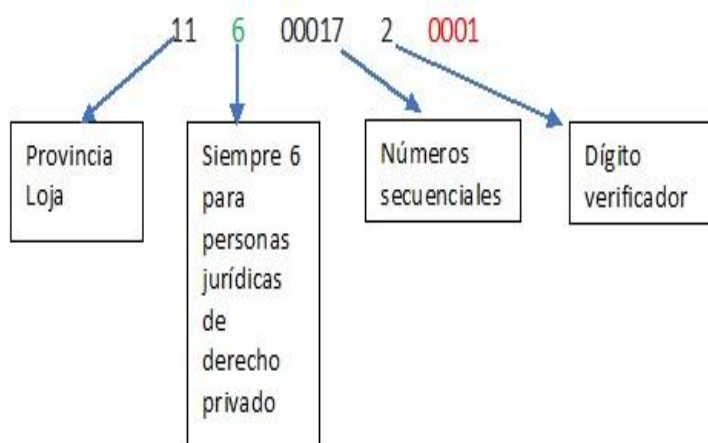 11 6 00017 2 0001
Provincia
Loja
Siempre 6
para
personas
jurídicas
de
derecho
privado
Números
secuenciales
Dígito
verificador